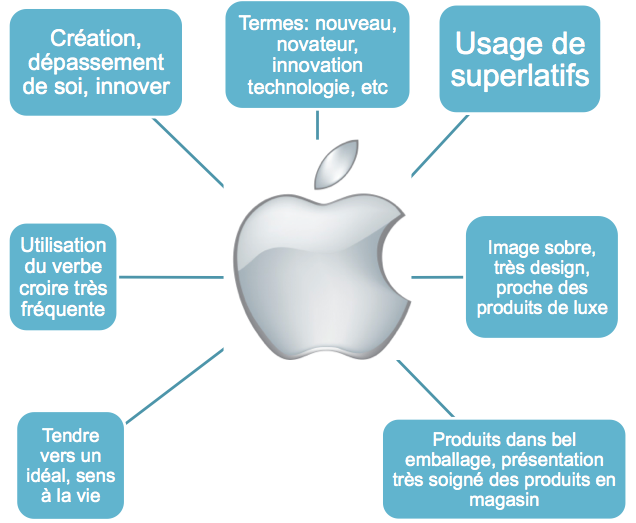 Création,
dépassement
de soi, innover
Termes: nouveau,
novateur,
innovation
technologie, etc
Usage de
superlatifs
Utilisation
du verbe
croire très
fréquente
Image sobre,
très design,
proche des
produits de luxe
Tendre
vers un
idéal, sens
à la vie
Produits dans bel
emballage, présentation
très soigné des produits en
magasin